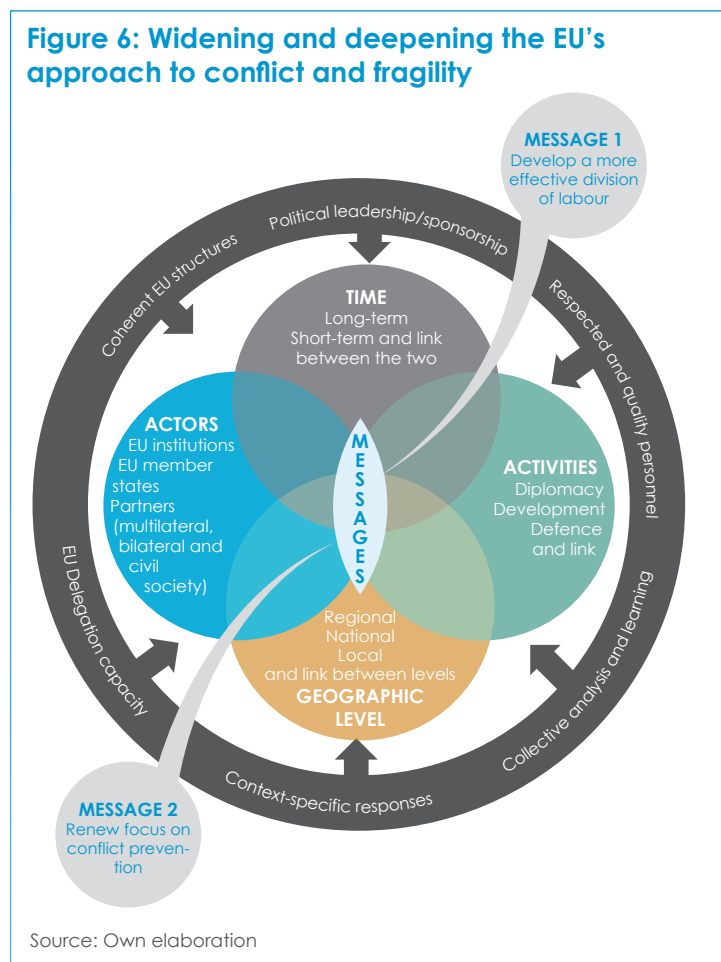 Figure 6: Widening and deepening the EU's
approach to conflict and fragility
MESSAGE 1
Develop a more
effective division
of labour
Political leadership/sponsorship
Coherent EU structures
Respected and quality personnel
TIME
Long-term
Short-term and link
between the two
ACTORS
EU institutions
EU member
states
Partners
(multilateral,
bilateral and
civil
society)
MESSAGES
ACTIVITIES
Diplomacy
Development
Defence
and link
Regional
National
Local
and link between levels
GEOGRAPHIC
LEVEL
EU Delegation capacity
Collective analysis and learning
Context-specific responses
MESSAGE 2
Renew focus on
conflict preven-
tion
Source: Own elaboration